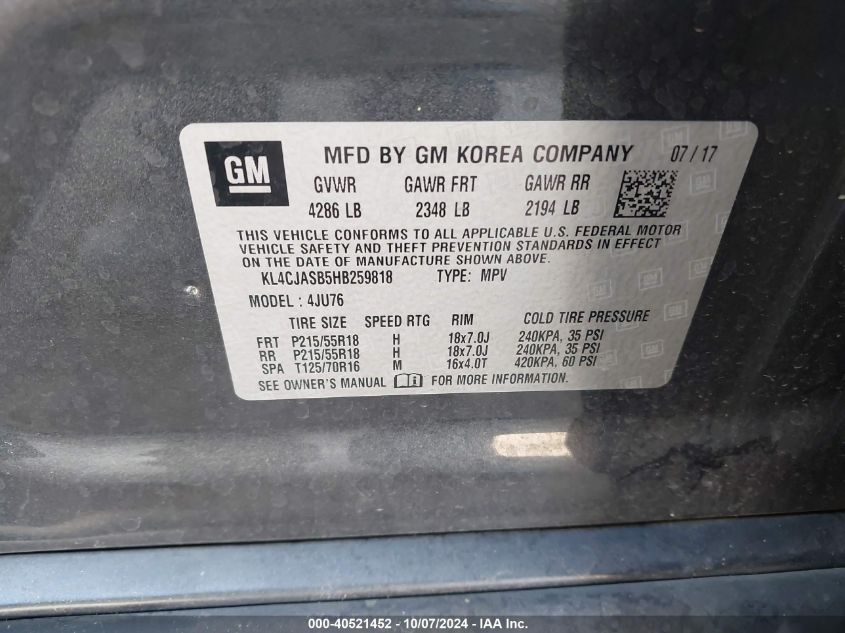 GM
MFD BY GM KOREA COMPANY 07/17
GVWR GAWR FRT GAWR RR
4286 LB 2348 LB 2194 LB
THIS VEHICLE CONFORMS TO ALL APPLICABLE U.S. FEDERAL MOTOR
VEHICLE SAFETY AND THEFT PREVENTION STANDARDS IN EFFECT
ON THE DATE OF MANUFACTURE SHOWN ABOVE.
KL4CJASB5HB259818 TYPE: MPV
MODEL : 4JU76
TIRE SIZE SPEED RTG RIM COLD TIRE PRESSURE
FRT P215/55R18 H 18x7.0J 240KPA, 35 PSI
RR P215/55R18 H 18x7.0J 240KPA, 35 PSI
SPA T125/70R16 M 16x4.0T 420KPA, 60 PSI
SEE OWNER'S MANUAL FOR MORE INFORMATION.
000-40521452 - 10/07/2024 - IAA Inc.